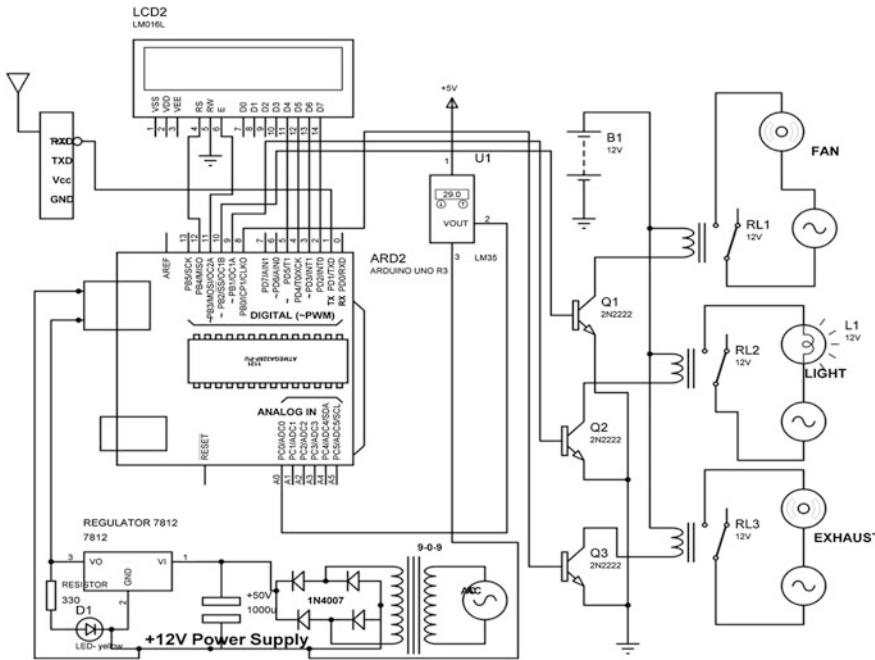 LCD2
LM016L
VSS
VDD
VEE
RS
RW
E
D0
D1
D2
D3
D4
D5
D6
D7
1
2
3
4
5
6
7
8
9
10
11
12
13
14
TXD
Vcc
GND
+5V
U1
1
29.0
VOUT
2
3
LM35
B1
12V
FAN
RL1
12V
13
12
11
10
9
8
7
6
5
4
3
2
1
0
AREF
PB5/SCK
PB4/MISO
~PB3/MOSI/OC2A
~ PB2/SS/OC1B
~ PB1/OC1A
PB0/ICP1/CLKO
PD7/AIN1
~ PD6/AIN0
~ PD5/T1
PD4/T0/XCK
~ PD3/INT1
PD2/INT0
TX PD1/TXD
RX PD0/RXD
ARD2
ARDUINO UNO R3
DIGITAL (~PWM)
ATMEGA328P-PU
1121
ANALOG IN
RESET
PC0/ADC0
PC1/ADC1
PC2/ADC2
PC3/ADC3
PC4/ADC4/SDA
PC5/ADC5/SCL
A0
A1
A2
A3
A4
A5
Q1
2N2222
RL2
12V
L1
12V
LIGHT
Q2
2N2222
REGULATOR 7812
7812
3
VO
VI
1
GND
2
RESISTOR
330
D1
LED- yellow
+50V
1000u
1N4007
9-0-9
+12V Power Supply
Q3
2N2222
RL3
12V
EXHAUST